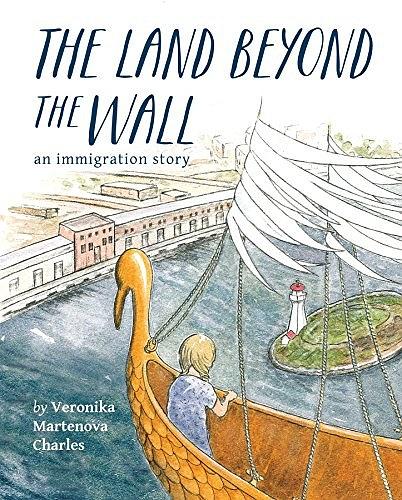 THE LAND BEYOND
THE WALL
an immigration story
by Veronika
Martenova
Charles